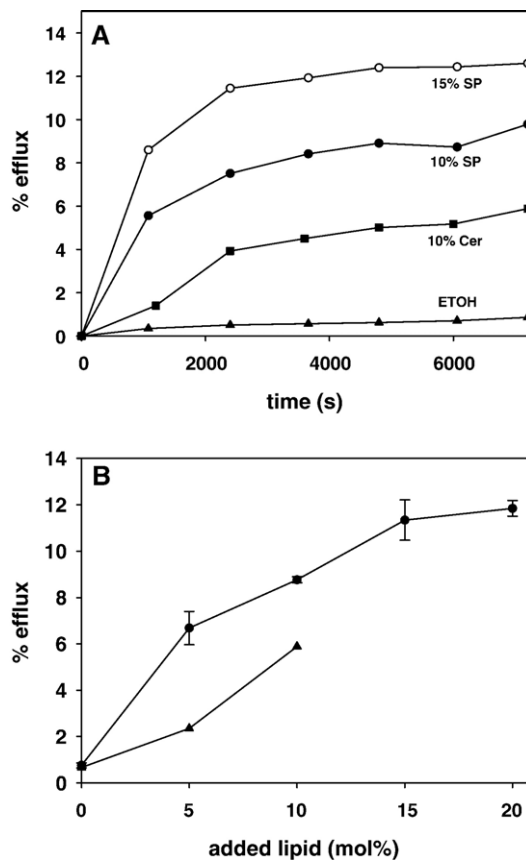 A
14
12
10
8
6
4
2
0
% efflux
15% SP
10% SP
10% Cer
ETOH
0 2000 4000 6000
time (s)
B
14
12
10
8
6
4
2
0
% efflux
0 5 10 15 20
added lipid (mol%)